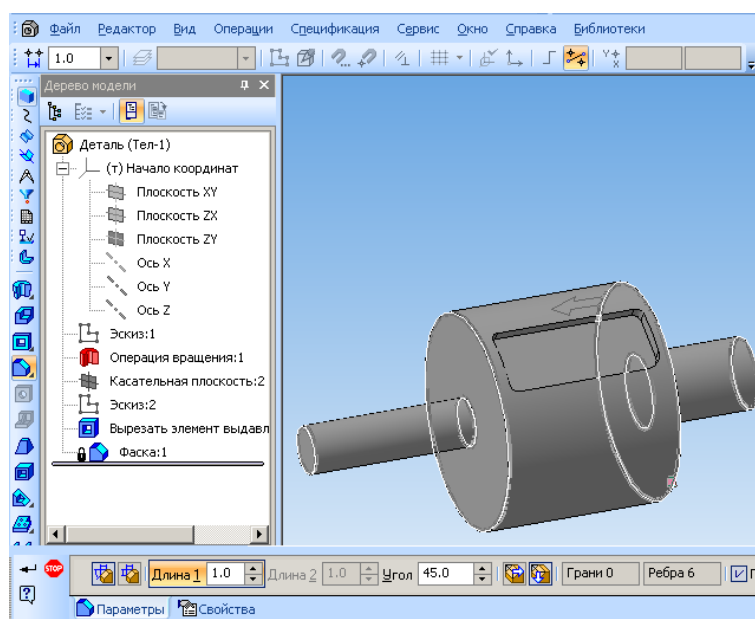 Файл Редактор Вид Операции Спецификация Сервис Окно Справка Библиотеки
1.0
Дерево модели
Деталь (Тел-1)
(т) Начало координат
Плоскость XY
Плоскость ZX
Плоскость ZY
Ось X
Ось Y
Ось Z
Эскиз:1
Операция вращения:1
Касательная плоскость:2
Эскиз:2
Вырезать элемент выдавл
Фаска:1
STOP Длина 1 1.0 Длина 2 1.0 Угол 45.0 Грани 0 Ребра 6
Параметры Свойства